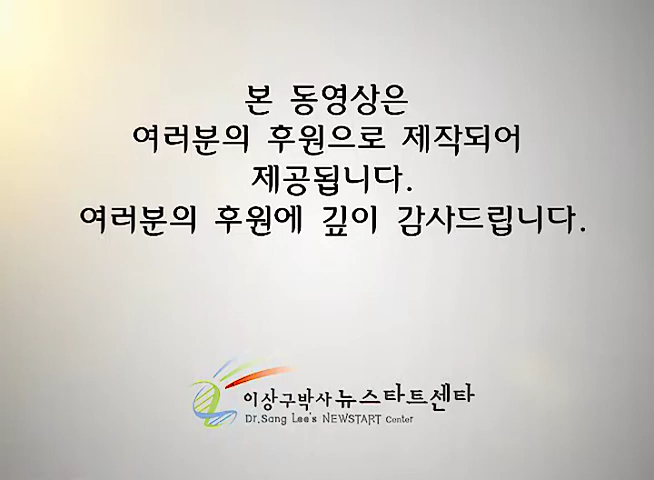 본 동영상은
여러분의 후원으로 제작되어
제공됩니다.
여러분의 후원에 깊이 감사드립니다.
이상구박사 뉴스타트센타
Dr.Sang Lee's NEWSTART Center